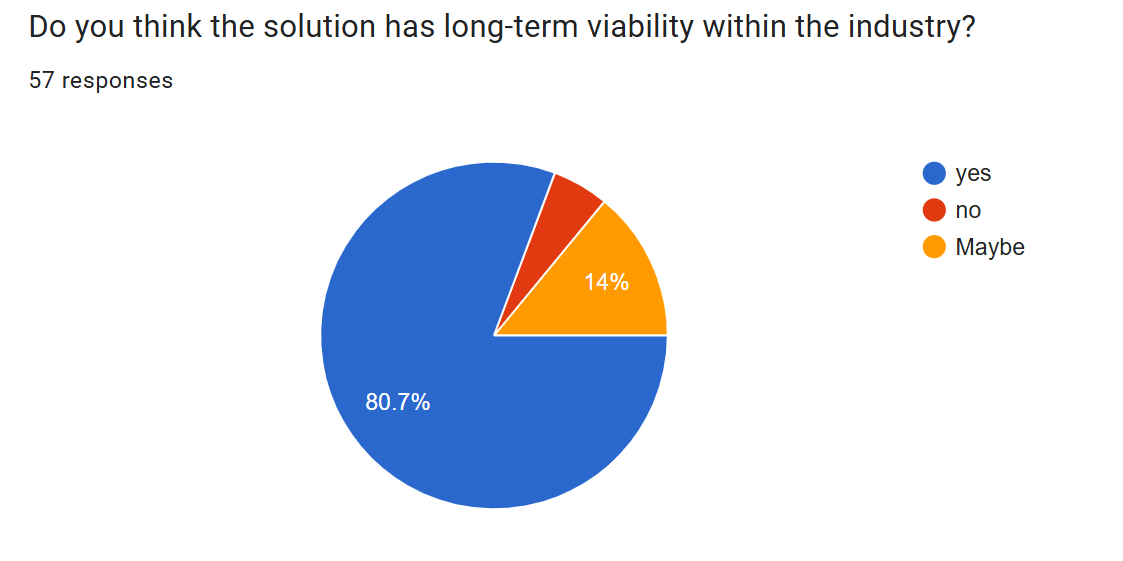 Do you think the solution has long-term viability within the industry?
57 responses
yes
no
Maybe
14%
80.7%